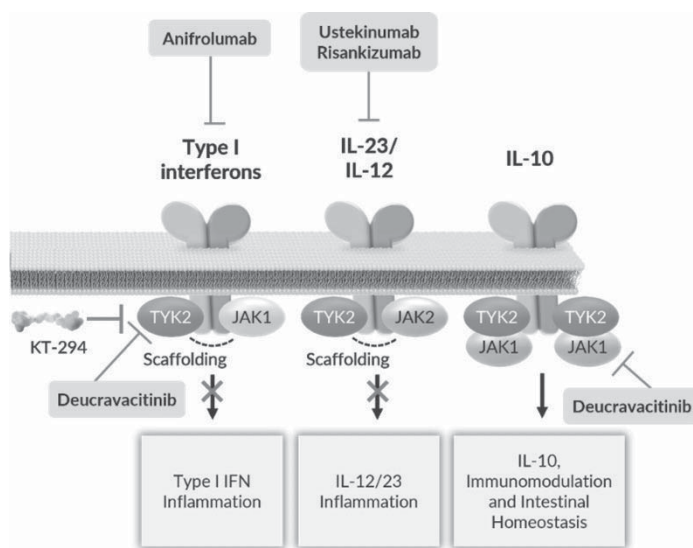 Anifrolumab
Ustekinumab
Risankizumab
Type I
interferons
IL-23/
IL-12
IL-10
TYK2
JAK1
TYK2
JAK2
TYK2
JAK1
TYK2
JAK1
KT-294
Scaffolding
Scaffolding
Deucravacitinib
Deucravacitinib
Type I IFN
Inflammation
IL-12/23
Inflammation
IL-10,
Immunomodulation
and Intestinal
Homeostasis